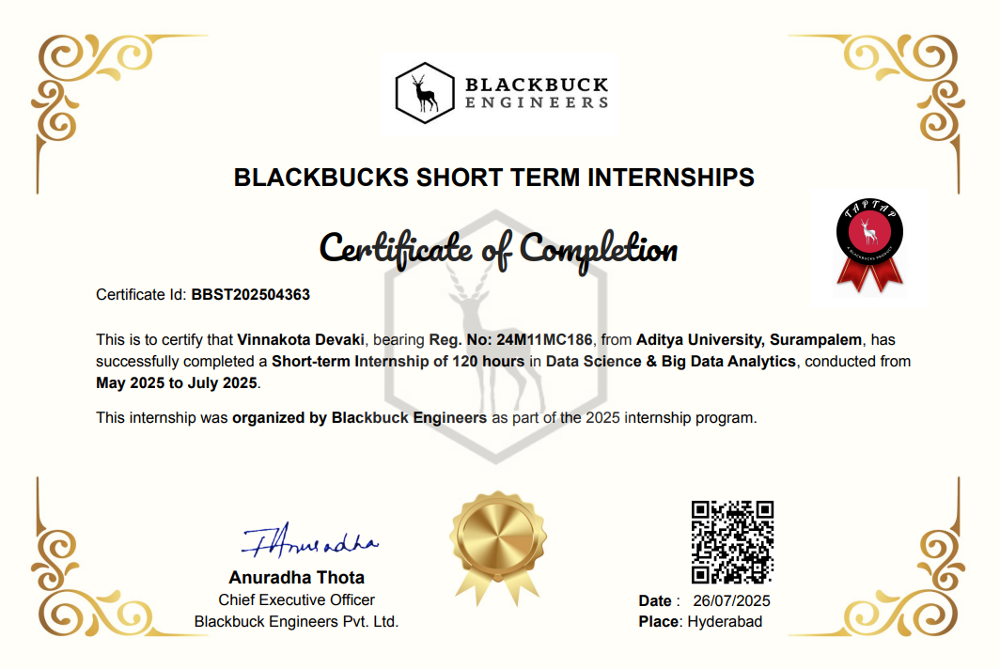 BLACKBUCK
ENGINEERS
BLACKBUCKS SHORT TERM INTERNSHIPS
TAPTAP
A BLACKBUCKS PRODUCT
Certificate of Completion
Certificate Id: BBST202504363
This is to certify that Vinnakota Devaki, bearing Reg. No: 24M11MC186, from Aditya University, Surampalem, has
successfully completed a Short-term Internship of 120 hours in Data Science & Big Data Analytics, conducted from
May 2025 to July 2025.
This internship was organized by Blackbuck Engineers as part of the 2025 internship program.
T Anuradha
Anuradha Thota
Chief Executive Officer
Blackbuck Engineers Pvt. Ltd.
Date : 26/07/2025
Place: Hyderabad